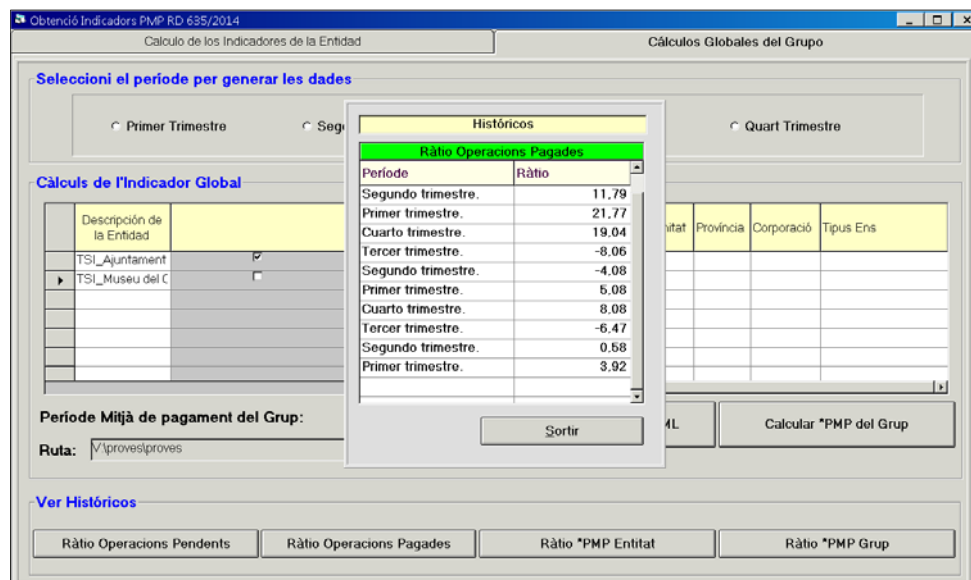 Obtenció Indicadors PMP RD 635/2014
Calculo de los Indicadores de la Entidad
Cálculos Globales del Grupo
Seleccioni el període per generar les dades
Primer Trimestre
Quart Trimestre
Històricos
Ràtio Operacions Pagades
Període Ràtio
Segundo trimestre. 11,79
Primer trimestre. 21,77
Cuarto trimestre. 19,04
Tercer trimestre. -8,06
Segundo trimestre. -4,08
Primer trimestre. 5,08
Cuarto trimestre. 8,08
Tercer trimestre. -6,47
Segundo trimestre. 0,58
Primer trimestre. 3,92
Sortir
Càlculs de l'Indicador Global
Descripción de
la Entidad
Província Corporació Tipus Ens
TSI_Ajuntament
TSI_Museu del
Període Mitjà de pagament del Grup:
Calcular *PMP del Grup
Ruta: V:\proves\proves
Ver Històricos
Ràtio Operacions Pendents
Ràtio Operacions Pagades
Ràtio *PMP Entitat
Ràtio *PMP Grup